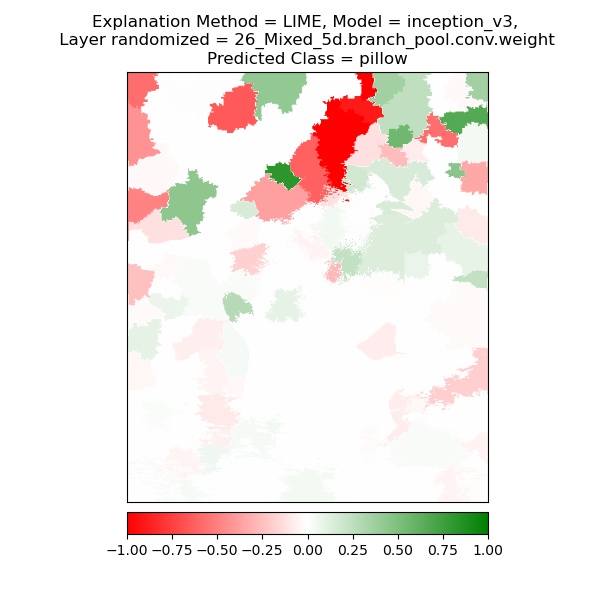 Explanation Method = LIME, Model = inception_v3,
Layer randomized = 26_Mixed_5d.branch_pool.conv.weight
Predicted Class = pillow
−1.00 −0.75 −0.50 −0.25 0.00 0.25 0.50 0.75 1.00